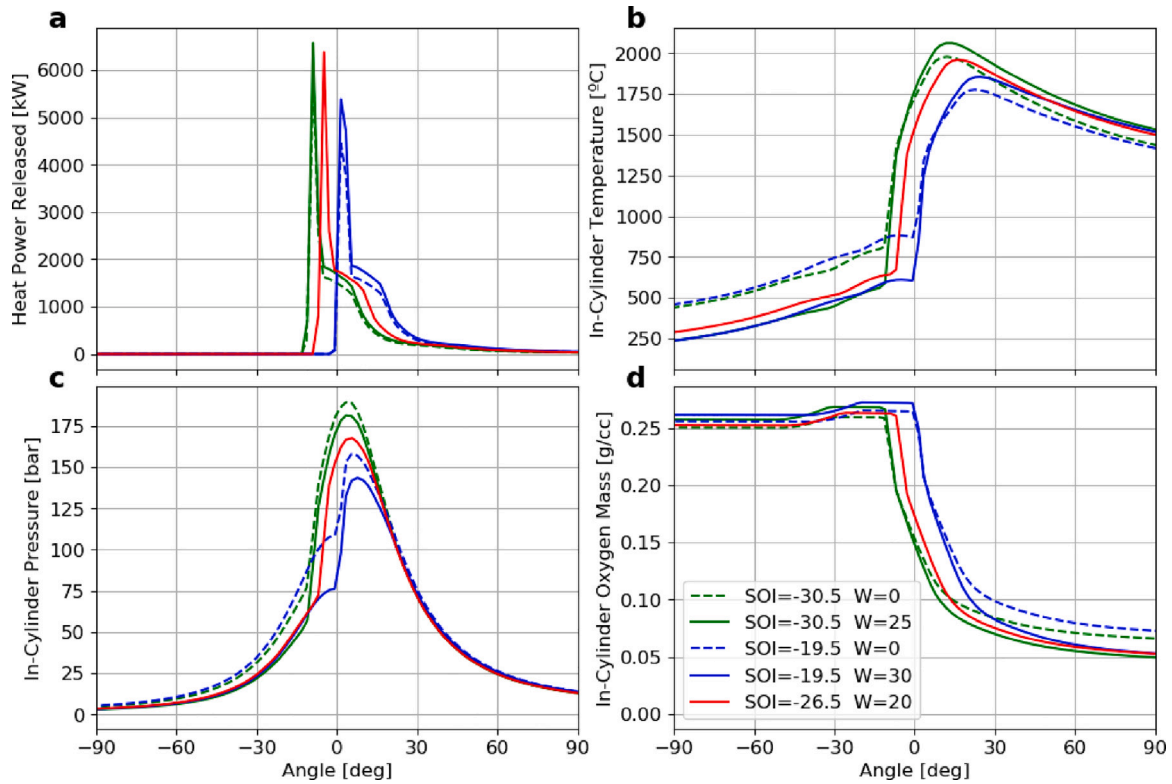 a
b
Heat Power Released [kW]
6000
5000
4000
3000
2000
1000
0
In-Cylinder Temperature [ºC]
2000
1750
1500
1250
1000
750
500
250
c
d
In-Cylinder Pressure [bar]
175
150
125
100
75
50
25
0
−90
−60
−30
0
30
60
90
Angle [deg]
In-Cylinder Oxygen Mass [g/cc]
0.25
0.20
0.15
0.10
0.05
0.00
SOI=-30.5 W=0
SOI=-30.5 W=25
SOI=-19.5 W=0
SOI=-19.5 W=30
SOI=-26.5 W=20
−90
−60
−30
0
30
60
90
Angle [deg]